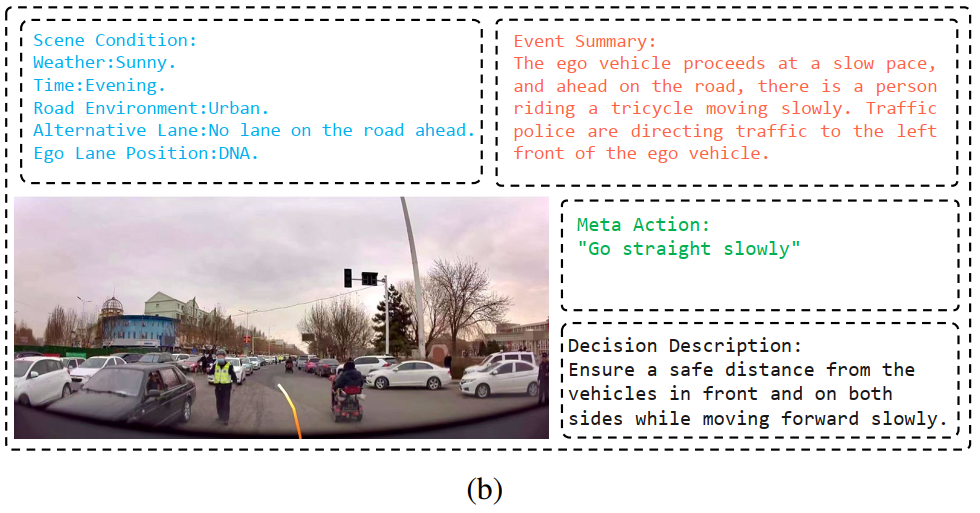 Scene Condition:
Weather:Sunny.
Time:Evening.
Road Environment:Urban.
Alternative Lane:No lane on the road ahead.
Ego Lane Position:DNA.
Event Summary:
The ego vehicle proceeds at a slow pace,
and ahead on the road, there is a person
riding a tricycle moving slowly. Traffic
police are directing traffic to the left
front of the ego vehicle.
Meta Action:
"Go straight slowly"
Decision Description:
Ensure a safe distance from the
vehicles in front and on both
sides while moving forward slowly.
(b)